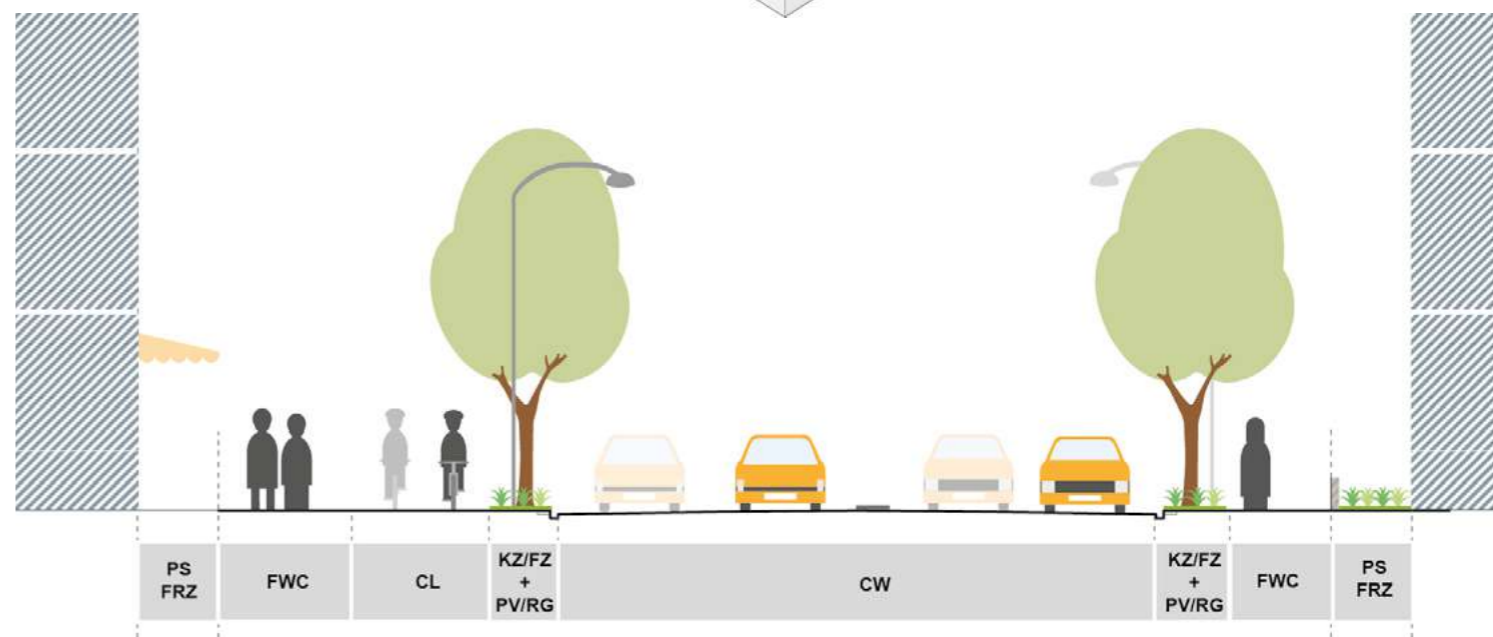 PS
FRZ
FWC
CL
KZ/FZ
+
PV/RG
CW
KZ/FZ
+
PV/RG
FWC
PS
FRZ